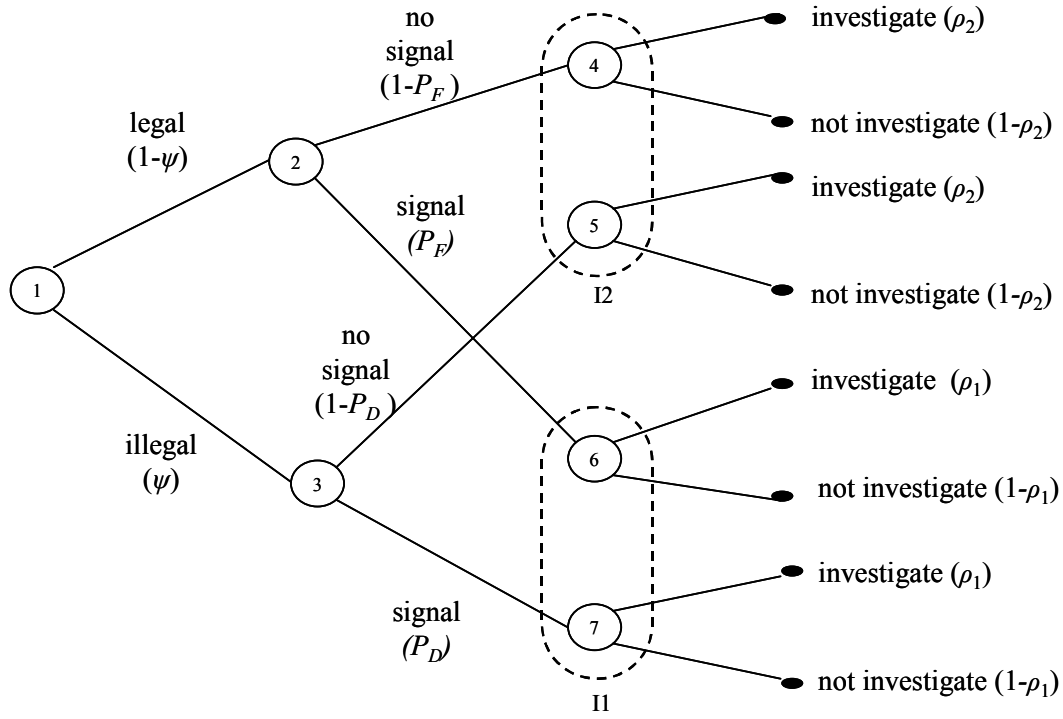 no
signal
(1-P_F)
investigate (ρ_2)
4
not investigate (1-ρ_2)
legal
(1-ψ)
2
investigate (ρ_2)
signal
(P_F)
5
1
I2
not investigate (1-ρ_2)
no
signal
(1-P_D)
investigate (ρ_1)
illegal
(ψ)
3
6
not investigate (1-ρ_1)
investigate (ρ_1)
signal
(P_D)
7
not investigate (1-ρ_1)
I1